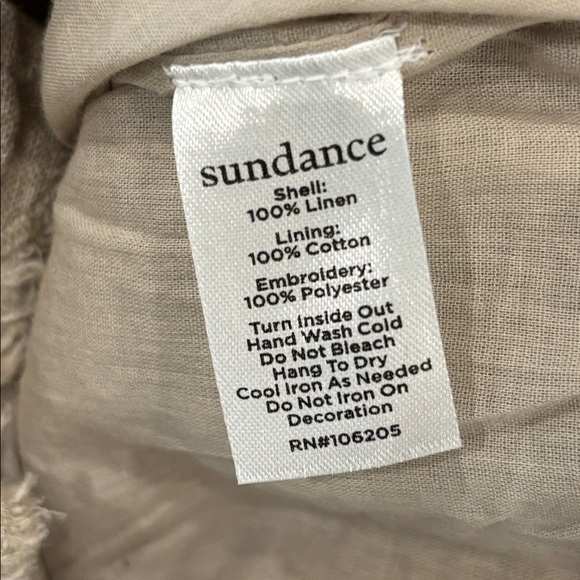 sundance
Shell:
100% Linen
Lining:
100% Cotton
Embroidery:
100% Polyester
Turn Inside Out
Hand Wash Cold
Do Not Bleach
Hang To Dry
Cool Iron As Needed
Do Not Iron On
Decoration
RN#106205